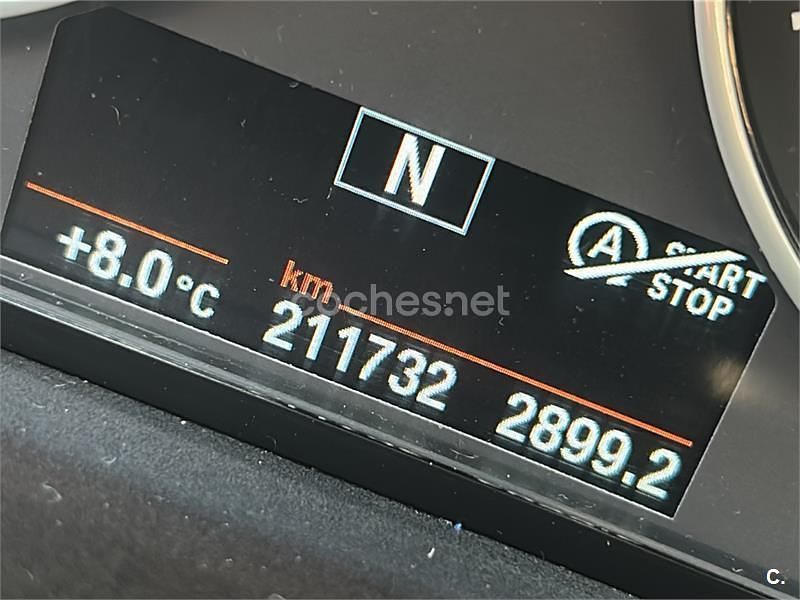 N
A START
STOP
+8.0°C
km
211732
2899.2
coches.net
c.